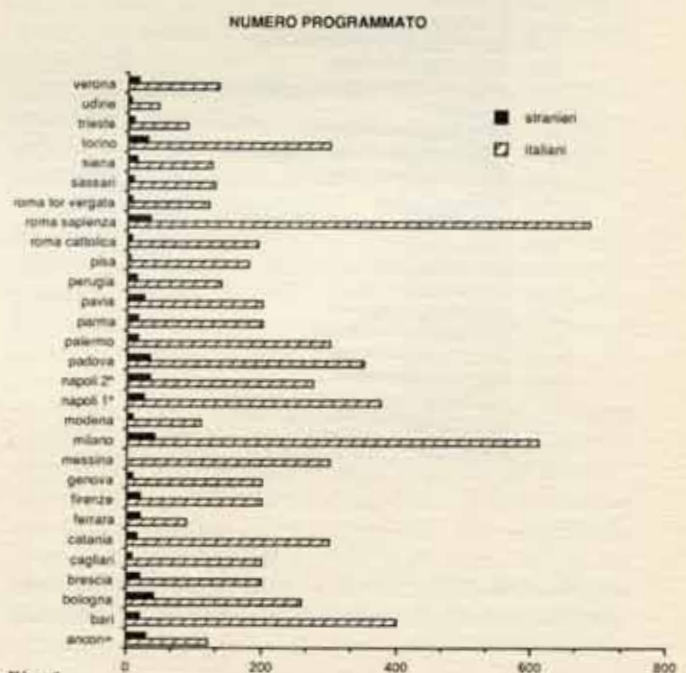 NUMERO PROGRAMMATO
stranieri
italiani
verona
udine
trieste
torino
siena
sassari
roma tor vergata
roma sapienza
roma cattolica
pisa
perugia
pavia
parma
palermo
padova
napoli 2°
napoli 1°
modena
milano
messina
genova
firenze
ferrara
catania
cagliari
brescia
bologna
bari
0 200 400 600 800